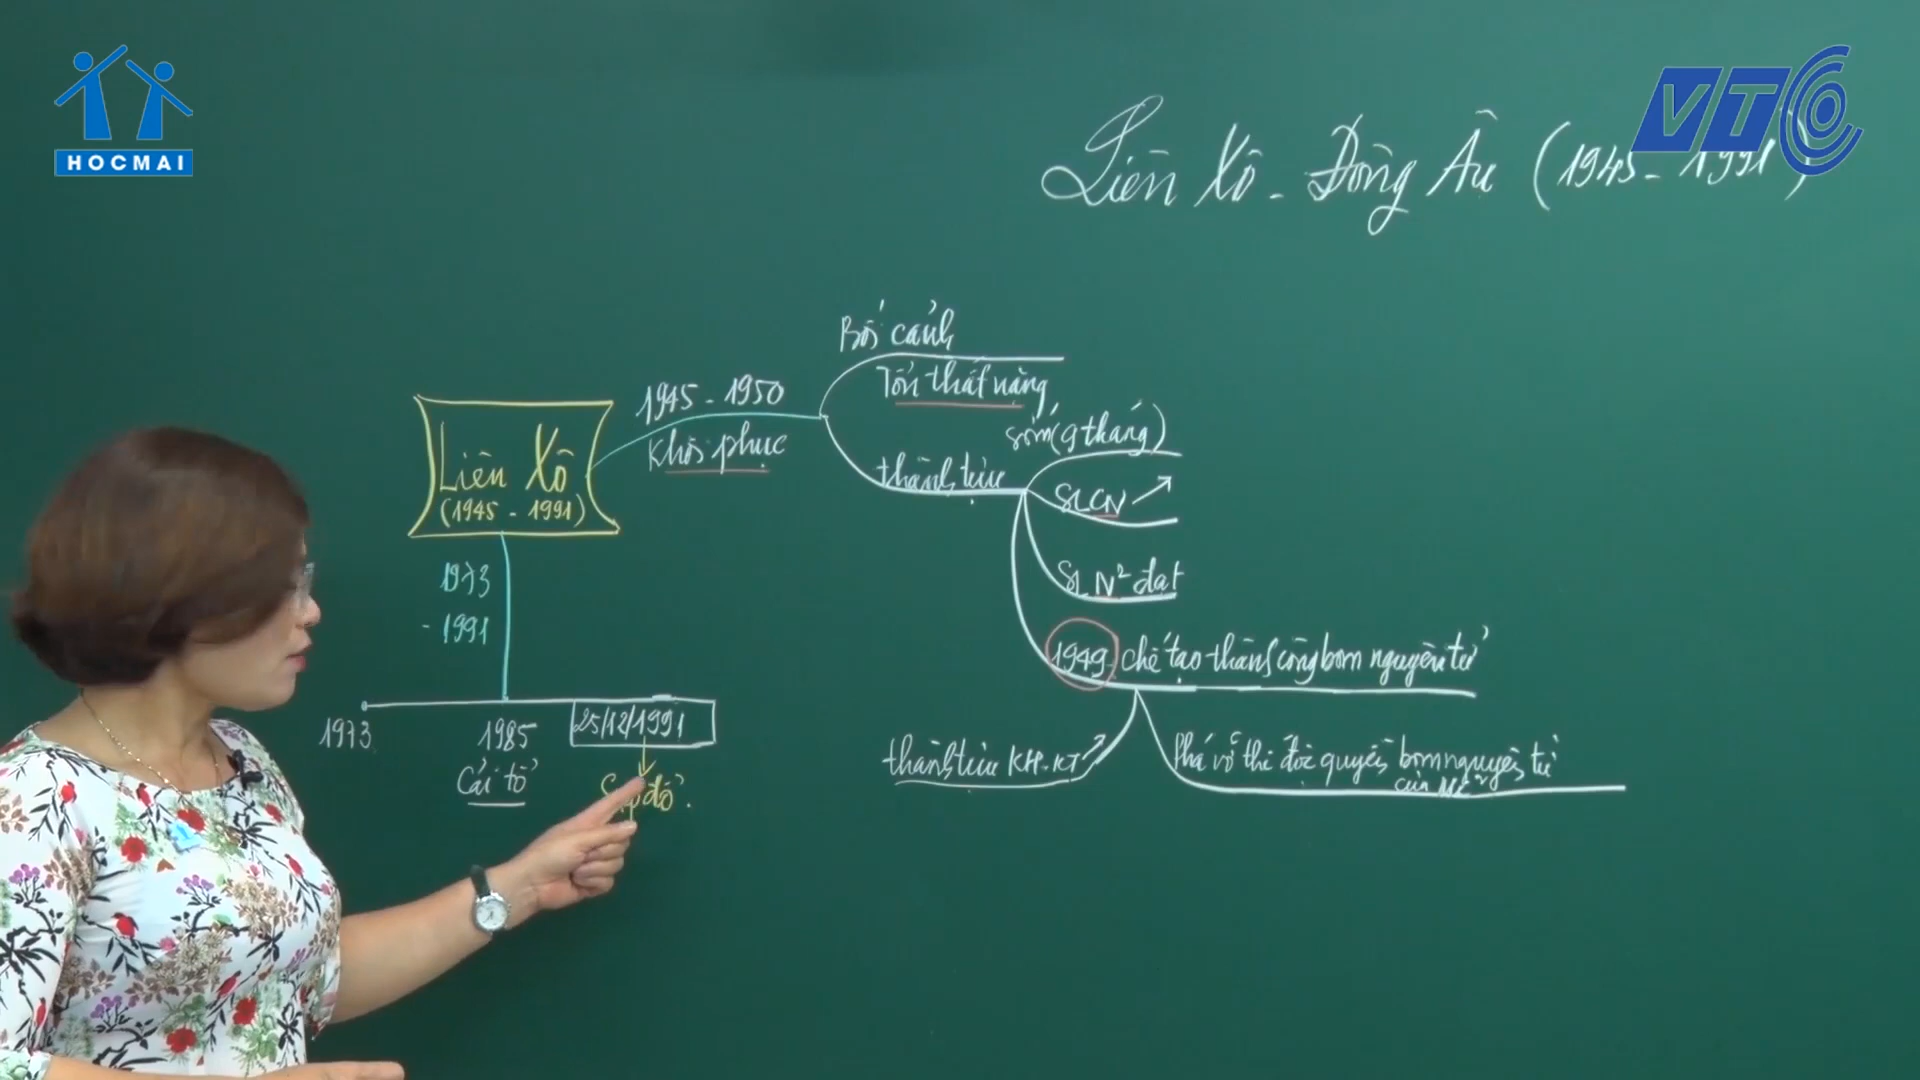 HOCMAI
VTC
Liên Xô - Đông Âu (1945 - 1991)
Bối cảnh
Tổn thất nặng
1945 - 1950
Khôi phục
Liên Xô
(1945 - 1991)
thành tựu
sớm (9 tháng)
SLCN
SLN² đạt
1949. chế tạo thành công bom nguyên tử
thành tựu KH-KT
Phá vỡ thế độc quyền bom nguyên tử
của Mĩ
1973
- 1991
1973.
1985
Cải tổ
25/12/1991
đổ.